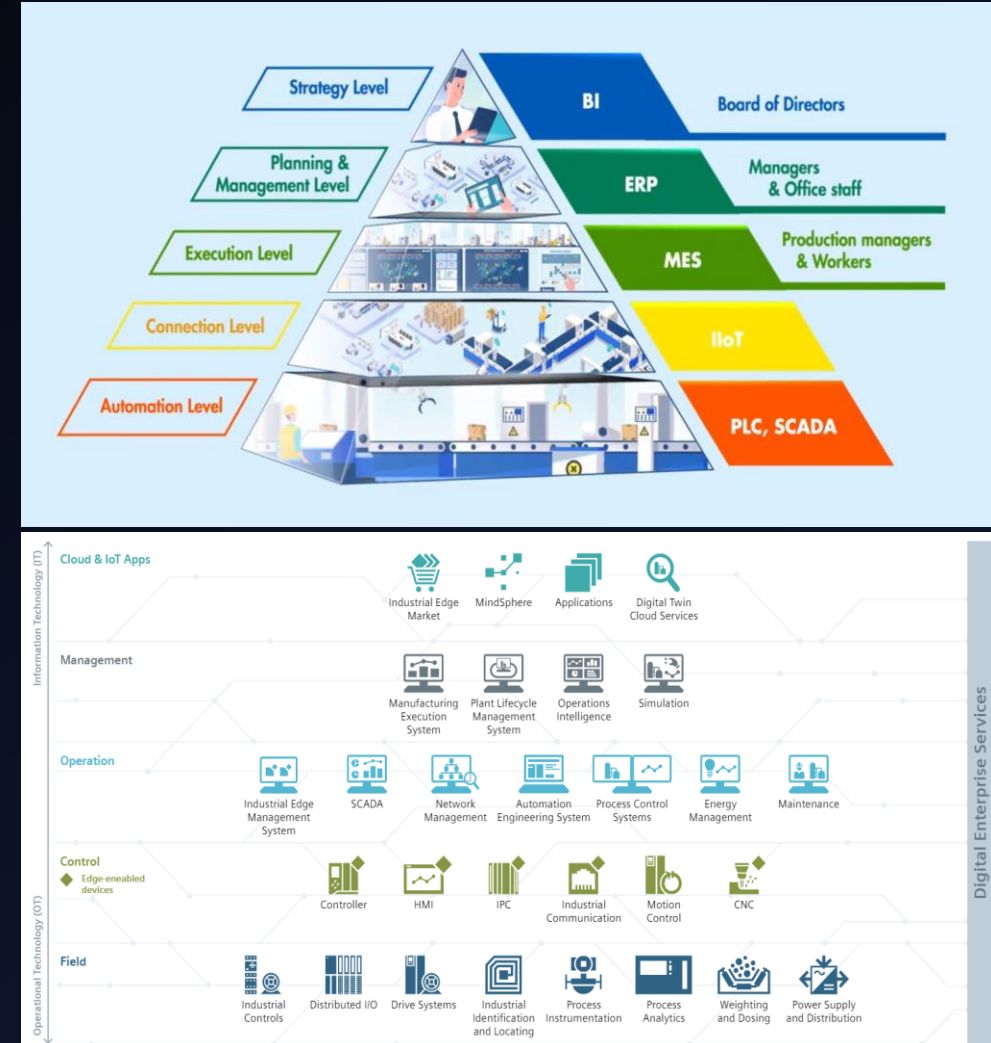 Strategy Level
BI
Board of Directors
Planning &
Management Level
ERP
Managers
& Office staff
Execution Level
MES
Production managers
& Workers
Connection Level
IIoT
Automation Level
PLC, SCADA
Information Technology (IT)
Operational Technology (OT)
Cloud & IoT Apps
Industrial Edge
Market
MindSphere
Applications
Digital Twin
Cloud Services
Management
Manufacturing
Execution
System
Plant Lifecycle
Management
System
Operations
Intelligence
Simulation
Operation
Industrial Edge
Management
System
SCADA
Network
Management
Automation
Engineering System
Process Control
Systems
Energy
Management
Maintenance
Control
Edge-eneabled
devices
Controller
HMI
IPC
Industrial
Communication
Motion
Control
CNC
Field
Industrial
Controls
Distributed I/O
Drive Systems
Industrial
Identification
and Locating
Process
Instrumentation
Process
Analytics
Weighting
and Dosing
Power Supply
and Distribution
Digital Enterprise Services